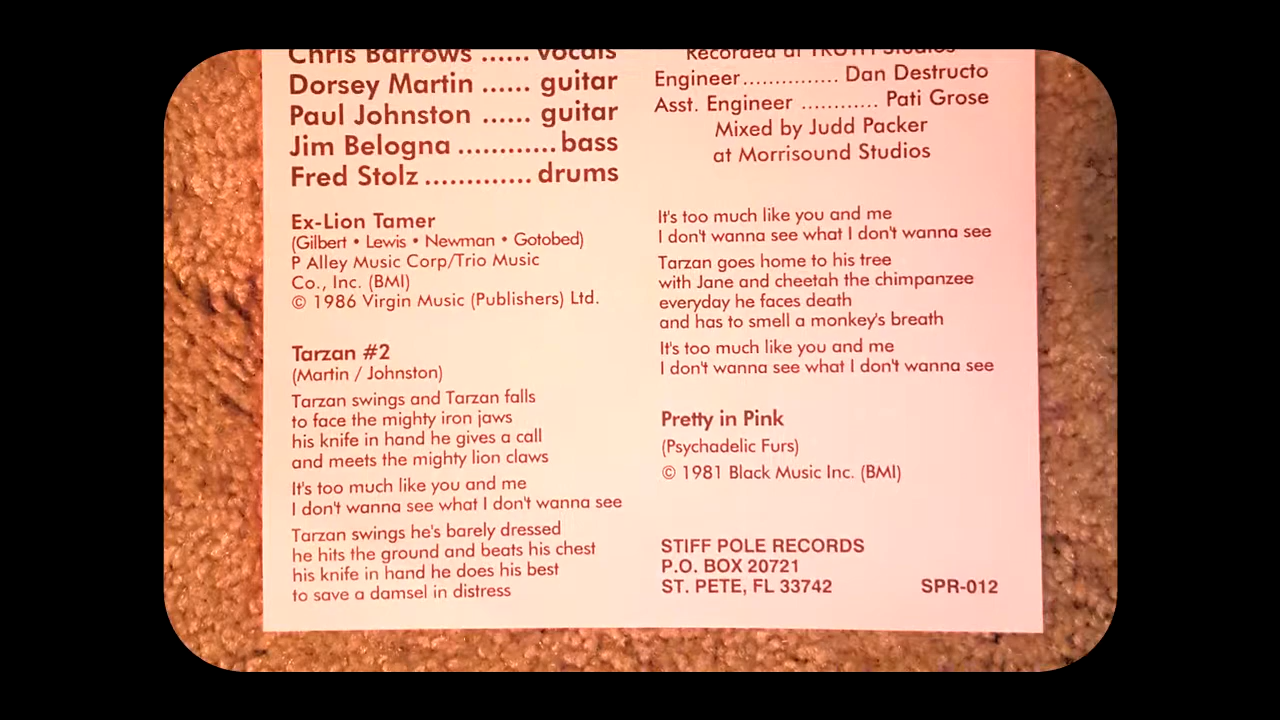 Chris Barrows ...... vocals
Dorsey Martin ...... guitar
Paul Johnston ...... guitar
Jim Belogna ............ bass
Fred Stolz ............. drums
Ex-Lion Tamer
(Gilbert • Lewis • Newman • Gotobed)
P Alley Music Corp/Trio Music
Co., Inc. (BMI)
© 1986 Virgin Music (Publishers) Ltd.
Tarzan #2
(Martin / Johnston)
Tarzan swings and Tarzan falls
to face the mighty iron jaws
his knife in hand he gives a call
and meets the mighty lion claws
It's too much like you and me
I don't wanna see what I don't wanna see
Tarzan swings he's barely dressed
he hits the ground and beats his chest
his knife in hand he does his best
to save a damsel in distress
Recorded at TRUTH Studios
Engineer............... Dan Destructo
Asst. Engineer ............ Pati Grose
Mixed by Judd Packer
at Morrisound Studios
It's too much like you and me
I don't wanna see what I don't wanna see
Tarzan goes home to his tree
with Jane and cheetah the chimpanzee
everyday he faces death
and has to smell a monkey's breath
It's too much like you and me
I don't wanna see what I don't wanna see
Pretty in Pink
(Psychadelic Furs)
© 1981 Black Music Inc. (BMI)
STIFF POLE RECORDS
P.O. BOX 20721
ST. PETE, FL 33742 SPR-012